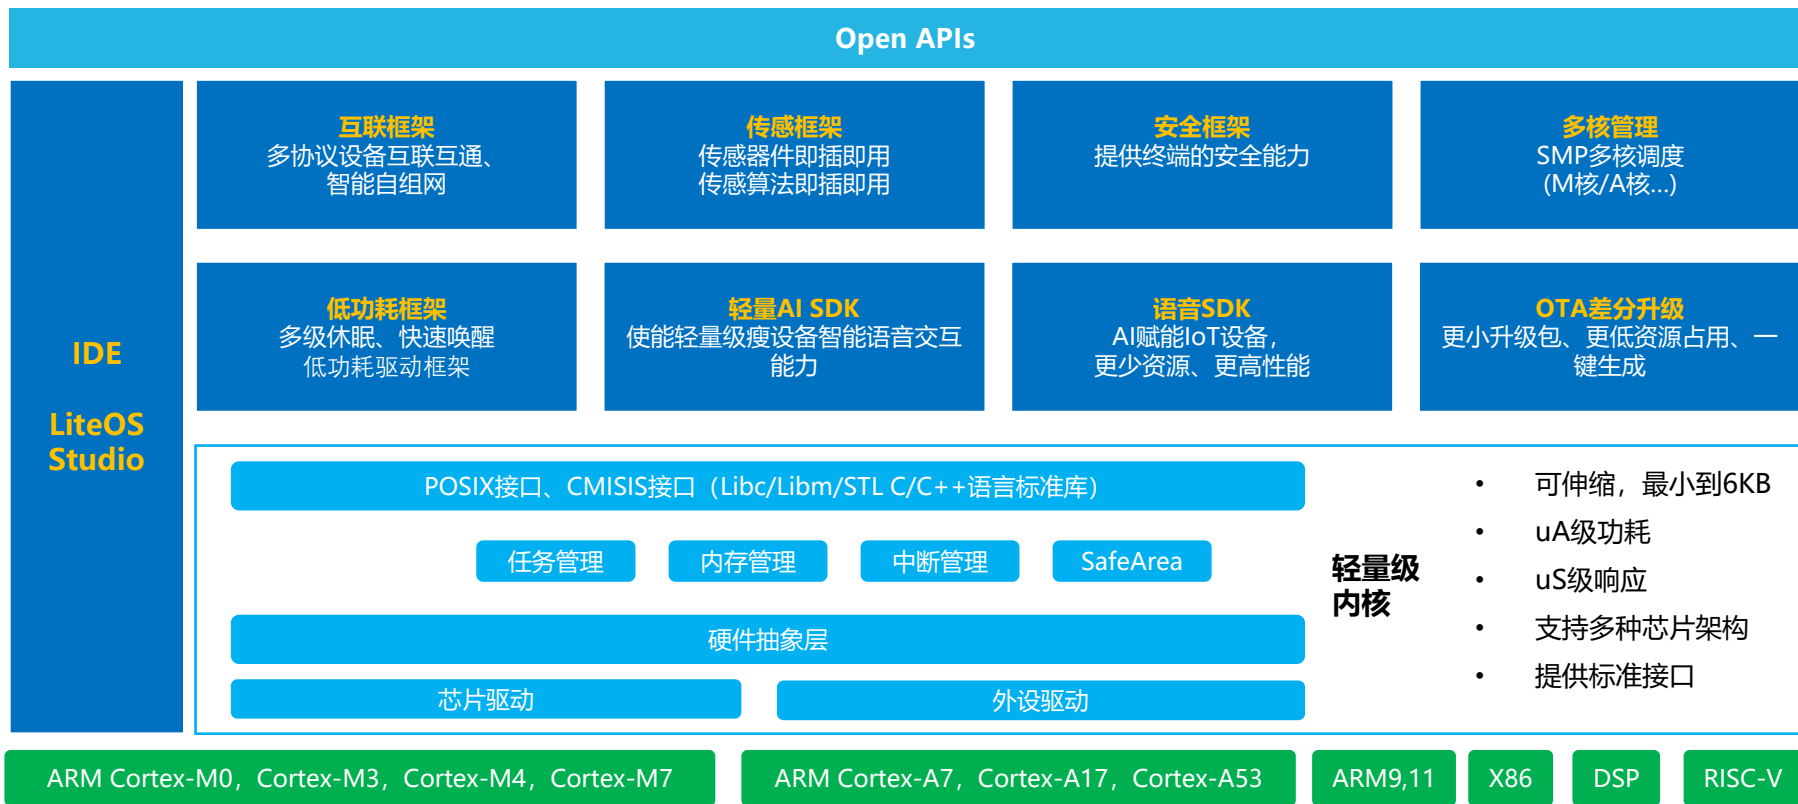 Open APIs
IDE
LiteOS
Studio
互联框架
多协议设备互联互通、
智能自组网
传感框架
传感器件即插即用
传感算法即插即用
安全框架
提供终端的安全能力
多核管理
SMP多核调度
(M核/A核...)
低功耗框架
多级休眠、快速唤醒
低功耗驱动框架
轻量AI SDK
使能轻量级瘦设备智能语音交互
能力
语音SDK
AI赋能IoT设备，
更少资源、更高性能
OTA差分升级
更小升级包、更低资源占用、一
键生成
POSIX接口、CMISIS接口（Libc/Libm/STL C/C++语言标准库）
任务管理
内存管理
中断管理
SafeArea
硬件抽象层
芯片驱动
外设驱动
轻量级
内核
• 可伸缩，最小到6KB
• uA级功耗
• uS级响应
• 支持多种芯片架构
• 提供标准接口
ARM Cortex-M0，Cortex-M3，Cortex-M4，Cortex-M7
ARM Cortex-A7，Cortex-A17，Cortex-A53
ARM9,11
X86
DSP
RISC-V